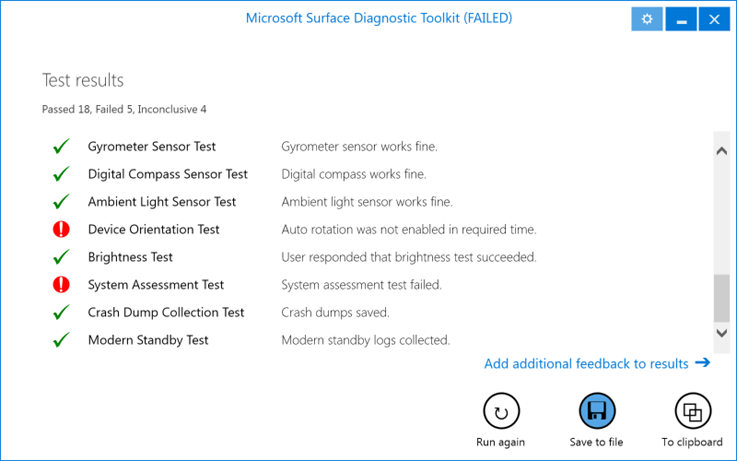 Microsoft Surface Diagnostic Toolkit (FAILED)
Test results
Passed 18, Failed 5, Inconclusive 4
Gyrometer Sensor Test Gyrometer sensor works fine.
Digital Compass Sensor Test Digital compass works fine.
Ambient Light Sensor Test Ambient light sensor works fine.
Device Orientation Test Auto rotation was not enabled in required time.
Brightness Test User responded that brightness test succeeded.
System Assessment Test System assessment test failed.
Crash Dump Collection Test Crash dumps saved.
Modern Standby Test Modern standby logs collected.
Add additional feedback to results
Run again Save to file To clipboard